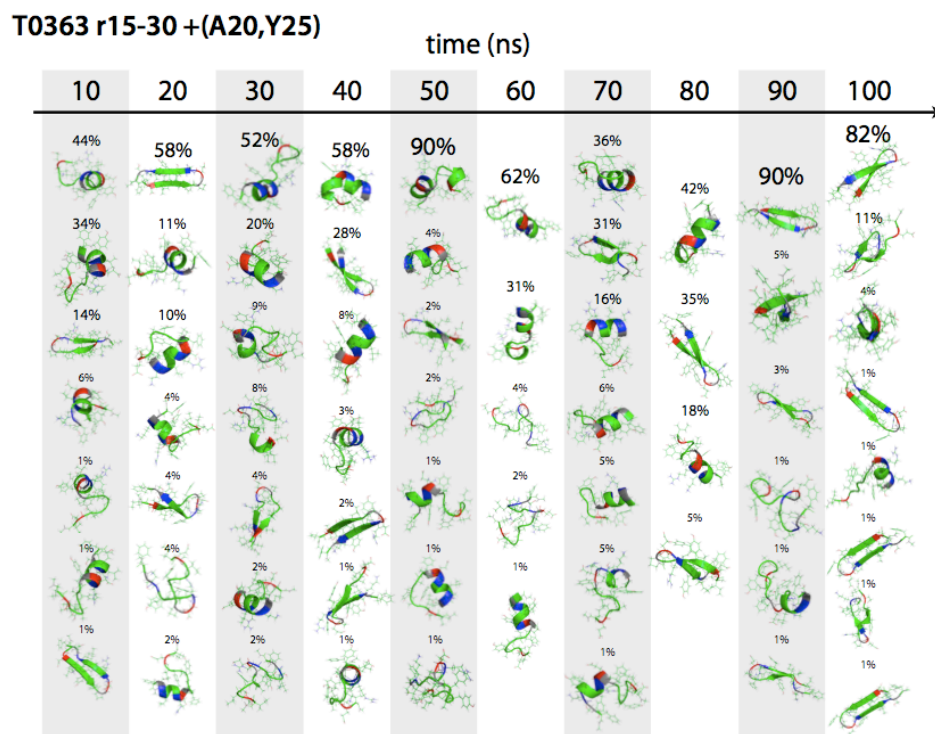 T0363 r15-30 +(A20,Y25)
time (ns)
10 20 30 40 50 60 70 80 90 100
44% 58% 52% 58% 90% 62% 36% 42% 90% 82%
34% 11% 20% 28% 4% 31% 31% 35% 5% 11%
14% 10% 9% 8% 2% 4% 16% 18% 3% 4%
6% 4% 8% 3% 2% 2% 6% 5% 1% 1%
1% 4% 4% 2% 1% 1% 5% 1% 1%
1% 4% 2% 1% 1% 5% 1% 1%
1% 2% 2% 1% 1% 1% 1%
1%